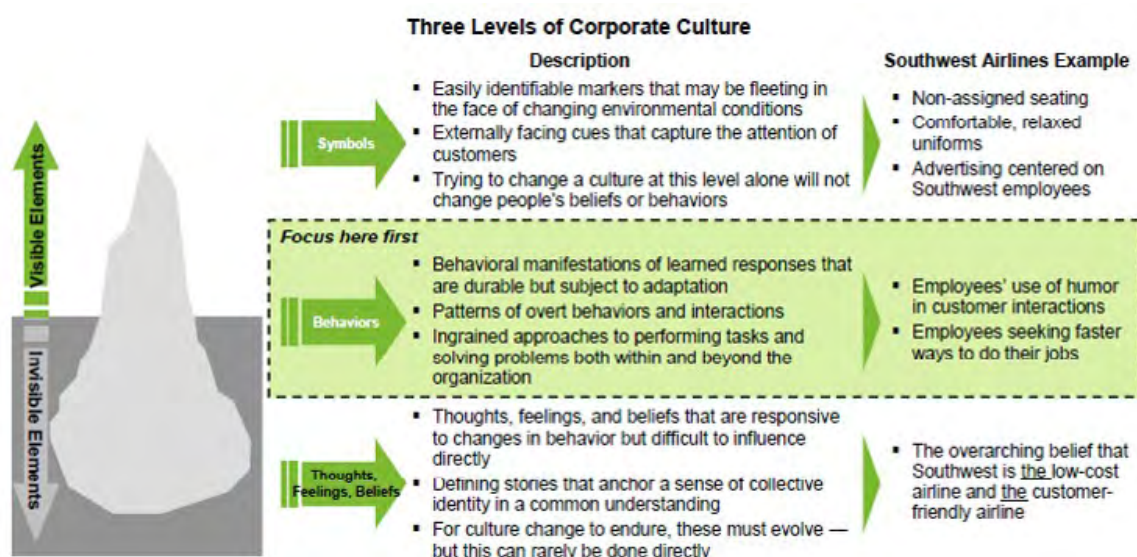 Three Levels of Corporate Culture
Description
Southwest Airlines Example
Visible Elements
Invisible Elements
Symbols
▪ Easily identifiable markers that may be fleeting in
the face of changing environmental conditions
▪ Externally facing cues that capture the attention of
customers
▪ Trying to change a culture at this level alone will not
change people's beliefs or behaviors
▪ Non-assigned seating
▪ Comfortable, relaxed
uniforms
▪ Advertising centered on
Southwest employees
Focus here first
Behaviors
▪ Behavioral manifestations of learned responses that
are durable but subject to adaptation
▪ Patterns of overt behaviors and interactions
▪ Ingrained approaches to performing tasks and
solving problems both within and beyond the
organization
▪ Employees' use of humor
in customer interactions
▪ Employees seeking faster
ways to do their jobs
Thoughts,
Feelings, Beliefs
▪ Thoughts, feelings, and beliefs that are responsive
to changes in behavior but difficult to influence
directly
▪ Defining stories that anchor a sense of collective
identity in a common understanding
▪ For culture change to endure, these must evolve —
but this can rarely be done directly
▪ The overarching belief that
Southwest is the low-cost
airline and the customer-
friendly airline